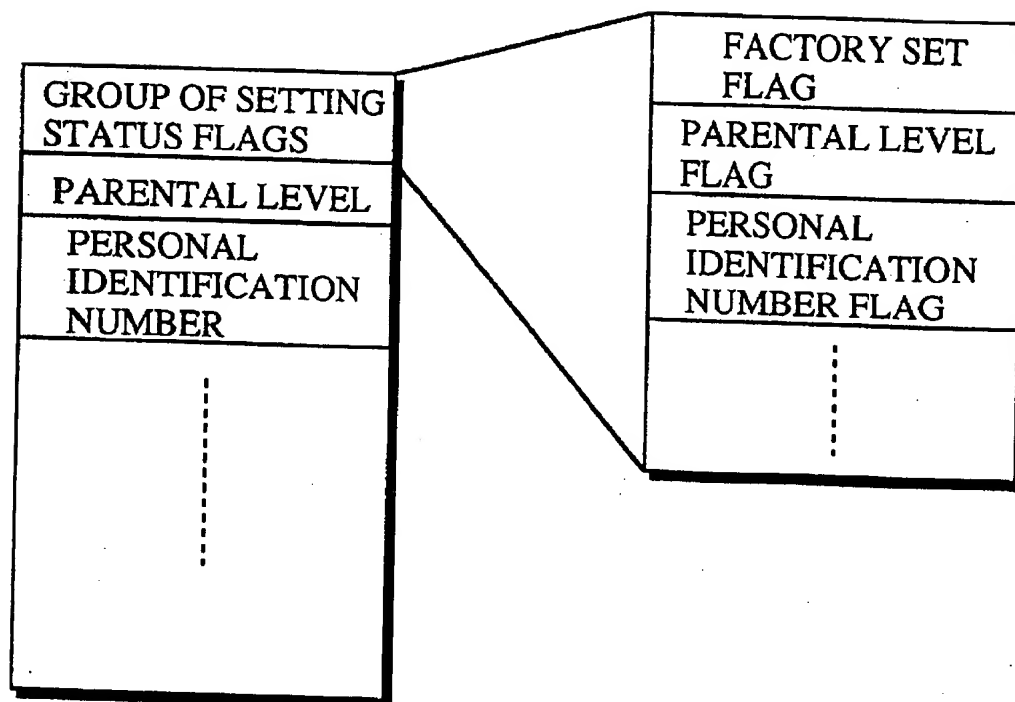 GROUP OF SETTING
STATUS FLAGS
PARENTAL LEVEL
PERSONAL
IDENTIFICATION
NUMBER
FACTORY SET
FLAG
PARENTAL LEVEL
FLAG
PERSONAL
IDENTIFICATION
NUMBER FLAG